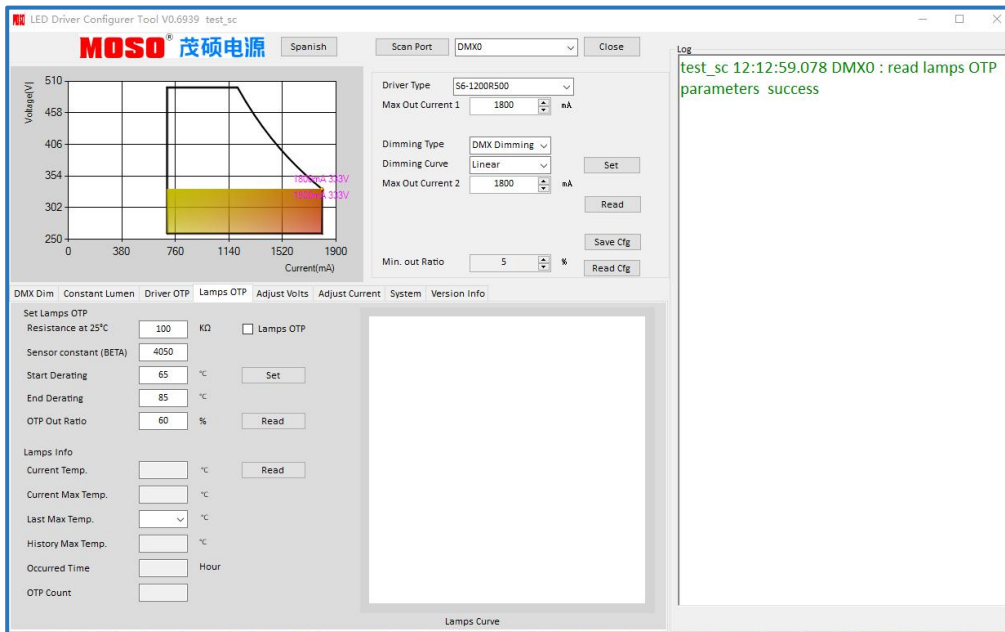 LED Driver Configurer Tool V0.6939 test_sc
MOSO® 茂硕电源
Spanish
Scan Port DMX0 Close
Voltage[V]
510
458
406
354
302
250
0 380 760 1140 1520 1900
Current(mA)
1800mA 333V
1800mA 333V
Driver Type S6-1200R500
Max Out Current 1 1800 mA
Dimming Type DMX Dimming
Dimming Curve Linear Set
Max Out Current 2 1800 mA
Read
Save Cfg
Min. out Ratio 5 % Read Cfg
DMX Dim Constant Lumen Driver OTP Lamps OTP Adjust Volts Adjust Current System Version Info
Set Lamps OTP
Resistance at 25°C 100 KΩ Lamps OTP
Sensor constant (BETA) 4050
Start Derating 65 °C Set
End Derating 85 °C
OTP Out Ratio 60 % Read
Lamps Info
Current Temp. °C Read
Current Max Temp. °C
Last Max Temp. °C
History Max Temp. °C
Occurred Time Hour
OTP Count
Lamps Curve
Log
test_sc 12:12:59.078 DMX0 : read lamps OTP
parameters success